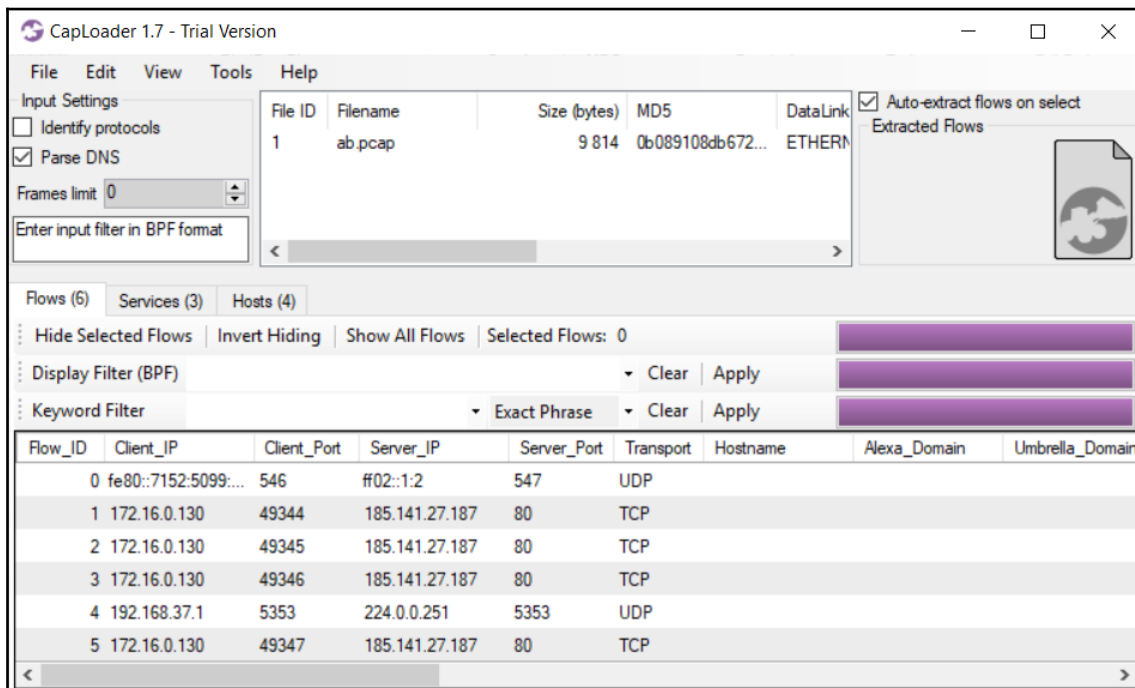 CapLoader 1.7 - Trial Version
File Edit View Tools Help
Input Settings
Identify protocols
Parse DNS
Frames limit 0
Enter input filter in BPF format
File ID Filename Size (bytes) MD5 DataLink
1 ab.pcap 9 814 0b089108db672... ETHERN
Auto-extract flows on select
Extracted Flows
Flows (6) Services (3) Hosts (4)
Hide Selected Flows Invert Hiding Show All Flows Selected Flows: 0
Display Filter (BPF) Clear Apply
Keyword Filter Exact Phrase Clear Apply
Flow_ID Client_IP Client_Port Server_IP Server_Port Transport Hostname Alexa_Domain Umbrella_Domain
0 fe80::7152:5099:... 546 ff02::1:2 547 UDP
1 172.16.0.130 49344 185.141.27.187 80 TCP
2 172.16.0.130 49345 185.141.27.187 80 TCP
3 172.16.0.130 49346 185.141.27.187 80 TCP
4 192.168.37.1 5353 224.0.0.251 5353 UDP
5 172.16.0.130 49347 185.141.27.187 80 TCP